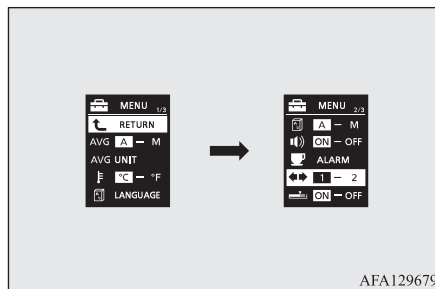 MENU 1/3
RETURN
AVG A – M
AVG UNIT
°C – °F
LANGUAGE
MENU 2/3
A – M
ON – OFF
ALARM
1 – 2
ON – OFF
AFA129679